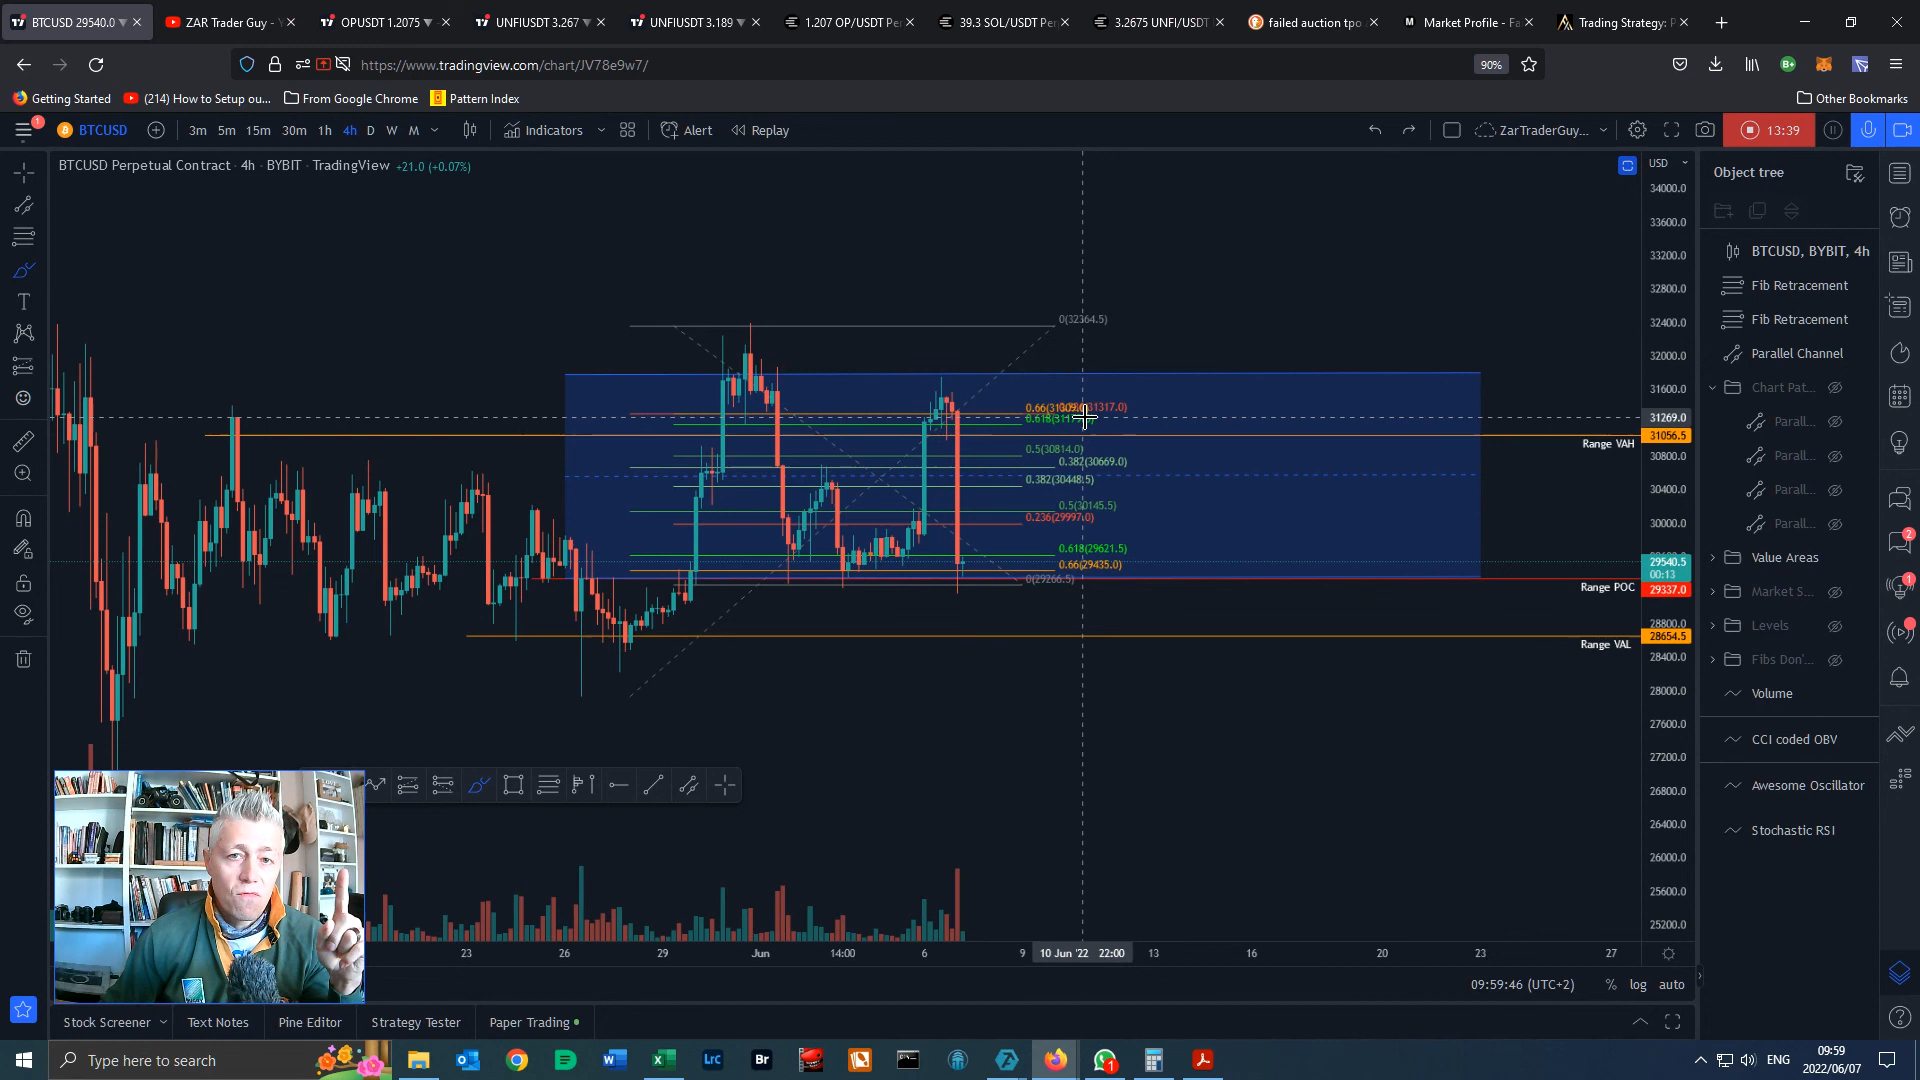 BTCUSD 29540.0
ZAR Trader Guy - Y
OPUSDT 1.2075
UNFIUSDT 3.267
UNFIUSDT 3.189
1.207 OP/USDT Per
39.3 SOL/USDT Perp
3.2675 UNFI/USDT
failed auction tpo
Market Profile - Fa
Trading Strategy: P
https://www.tradingview.com/chart/JV78e9w7/
90%
Getting Started
(214) How to Setup ou...
From Google Chrome
Pattern Index
Other Bookmarks
1
BTCUSD
3m
5m
15m
30m
1h
4h
D
W
M
Indicators
Alert
Replay
ZarTraderGuy...
13:39
BTCUSD Perpetual Contract · 4h · BYBIT · TradingView
+21.0 (+0.07%)
USD
34000.0
33600.0
33200.0
32800.0
32400.0
32000.0
31600.0
31269.0
31056.5
30800.0
30400.0
30000.0
29540.5
00:13
29337.0
28800.0
28654.5
28400.0
28000.0
27600.0
27200.0
26800.0
26400.0
26000.0
25600.0
25200.0
0(32364.5)
0.5(30814.0)
0.382(30669.0)
0.382(30448.5)
0.5(30145.5)
0.236(29997.0)
0.618(29621.5)
0.66(29435.0)
0(29266.5)
Range VAH
Range POC
Range VAL
Object tree
BTCUSD, BYBIT, 4h
Fib Retracement
Fib Retracement
Parallel Channel
Chart Pat...
Parall...
Parall...
Parall...
Parall...
Value Areas
Market S...
Levels
Fibs Don'...
Volume
CCI coded OBV
Awesome Oscillator
Stochastic RSI
2
1
23
26
29
Jun
14:00
6
9
10 Jun '22 22:00
13
16
20
23
27
09:59:46 (UTC+2)
%
log
auto
Stock Screener
Text Notes
Pine Editor
Strategy Tester
Paper Trading
Type here to search
W
LrC
Br
1
ENG
09:59
2022/06/07